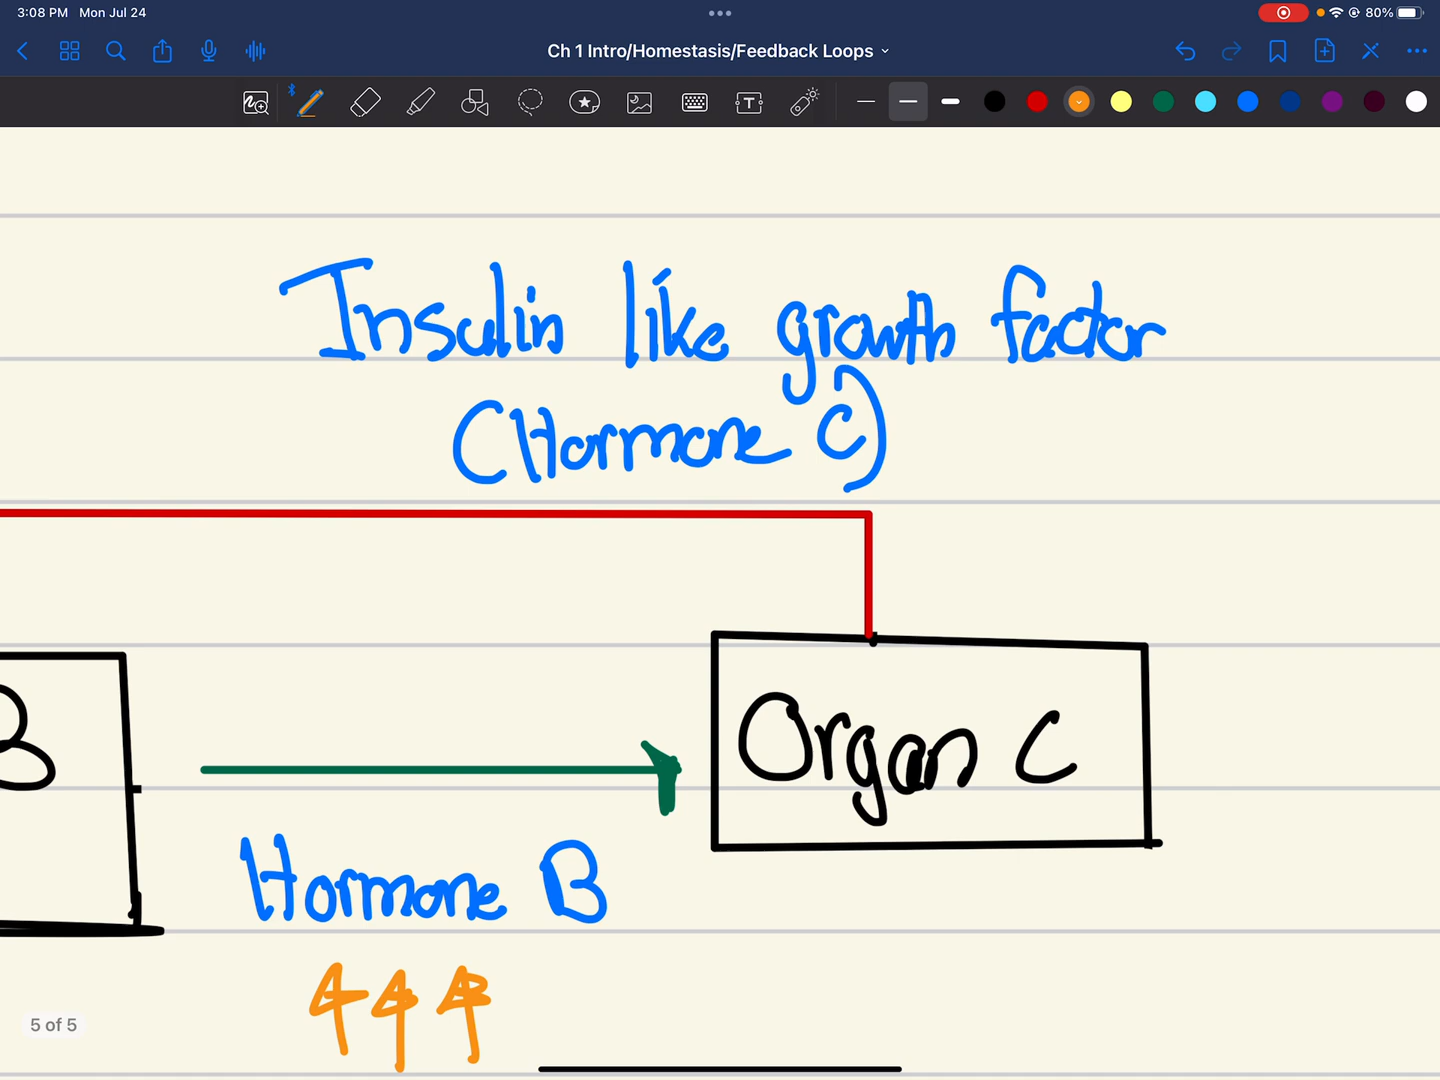 3:08 PM Mon Jul 24
80%
Ch 1 Intro/Homestasis/Feedback Loops
T
Insulin like growth factor
(Hormone C)
B
Organ C
Hormone B
5 of 5